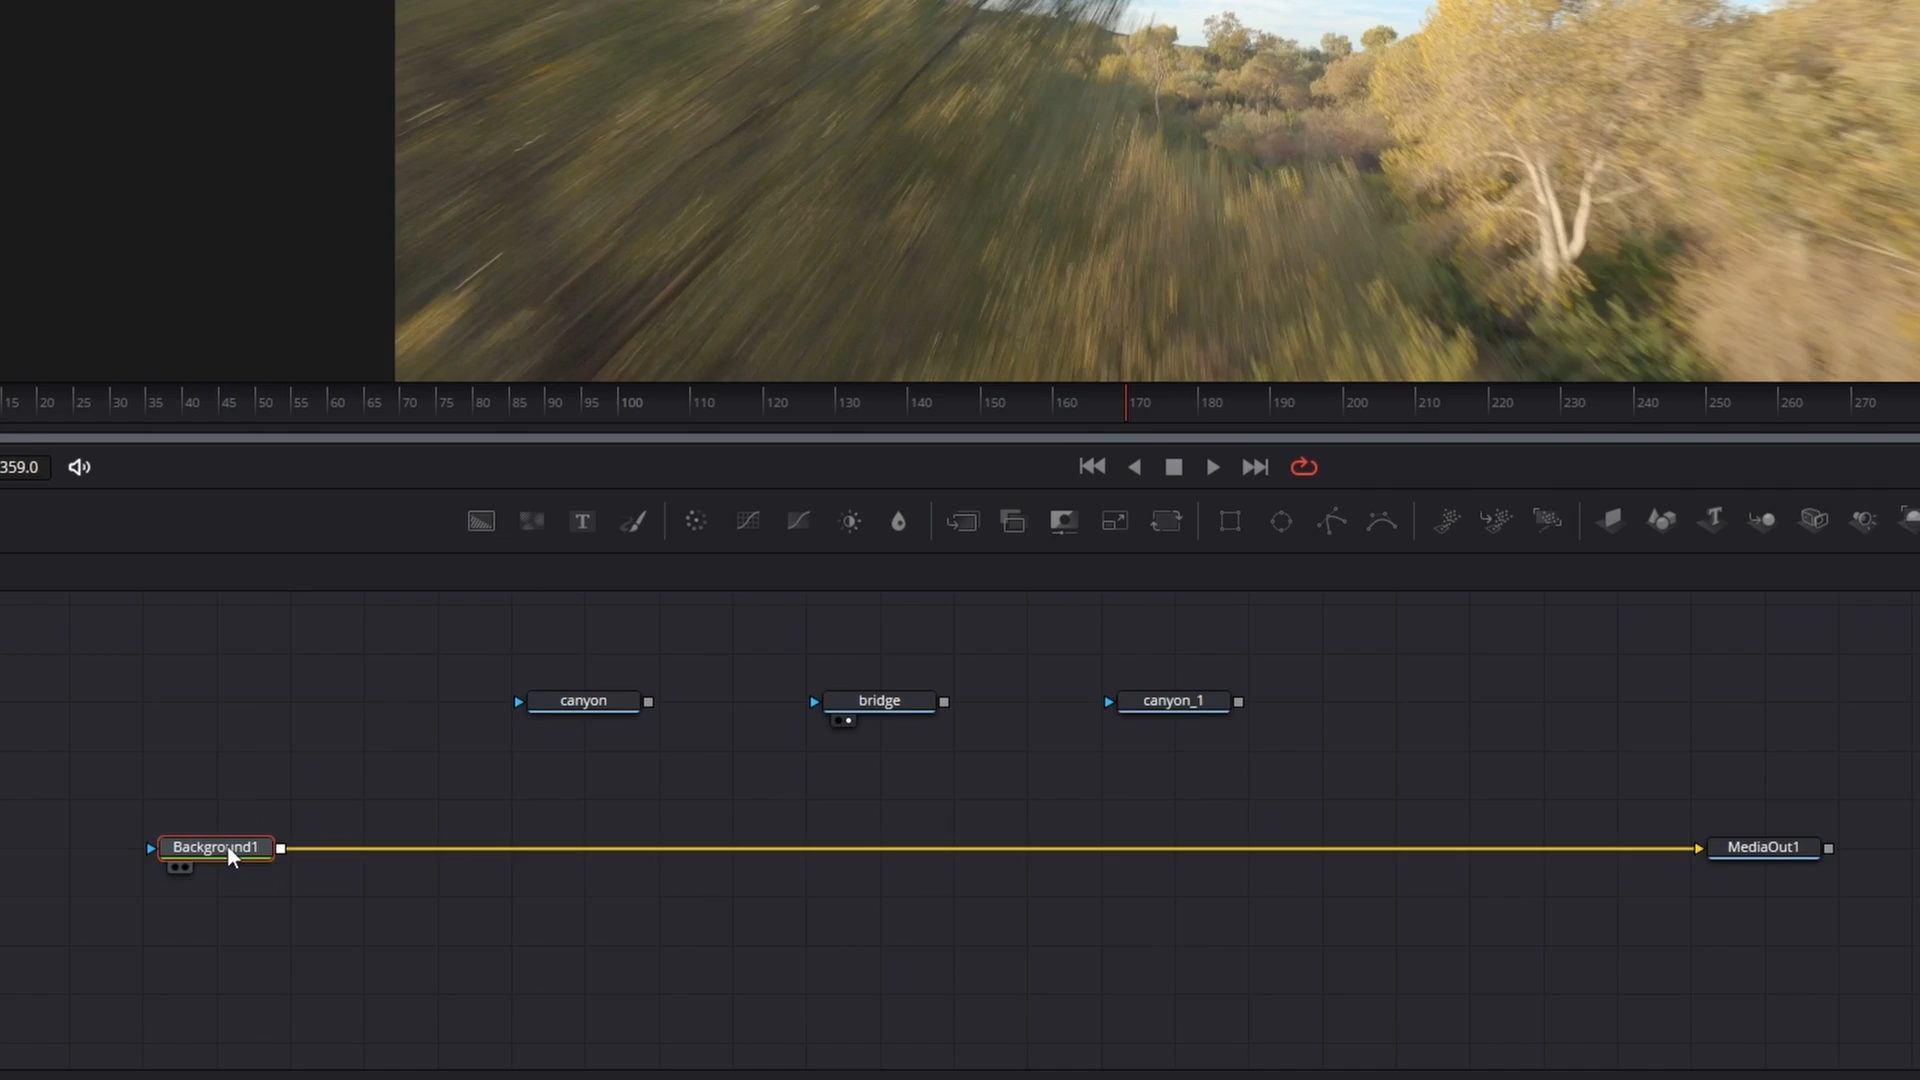 15 20 25 30 35 40 45 50 55 60 65 70 75 80 85 90 95 100 110 120 130 140 150 160 170 180 190 200 210 220 230 240 250 260 270
359.0
T
canyon bridge canyon_1
Background1 MediaOut1